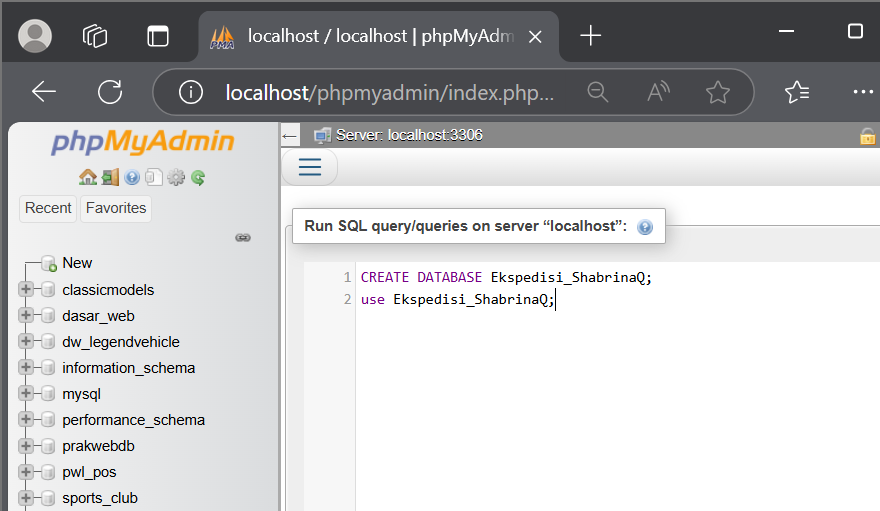 localhost / localhost | phpMyAdm
localhost/phpmyadmin/index.php...
phpMyAdmin
Server: localhost:3306
Recent
Favorites
Run SQL query/queries on server “localhost”:
New
classicmodels
dasar_web
dw_legendvehicle
information_schema
mysql
performance_schema
prakwebdb
pwl_pos
sports_club
1 CREATE DATABASE Ekspedisi_ShabrinaQ;
2 use Ekspedisi_ShabrinaQ;